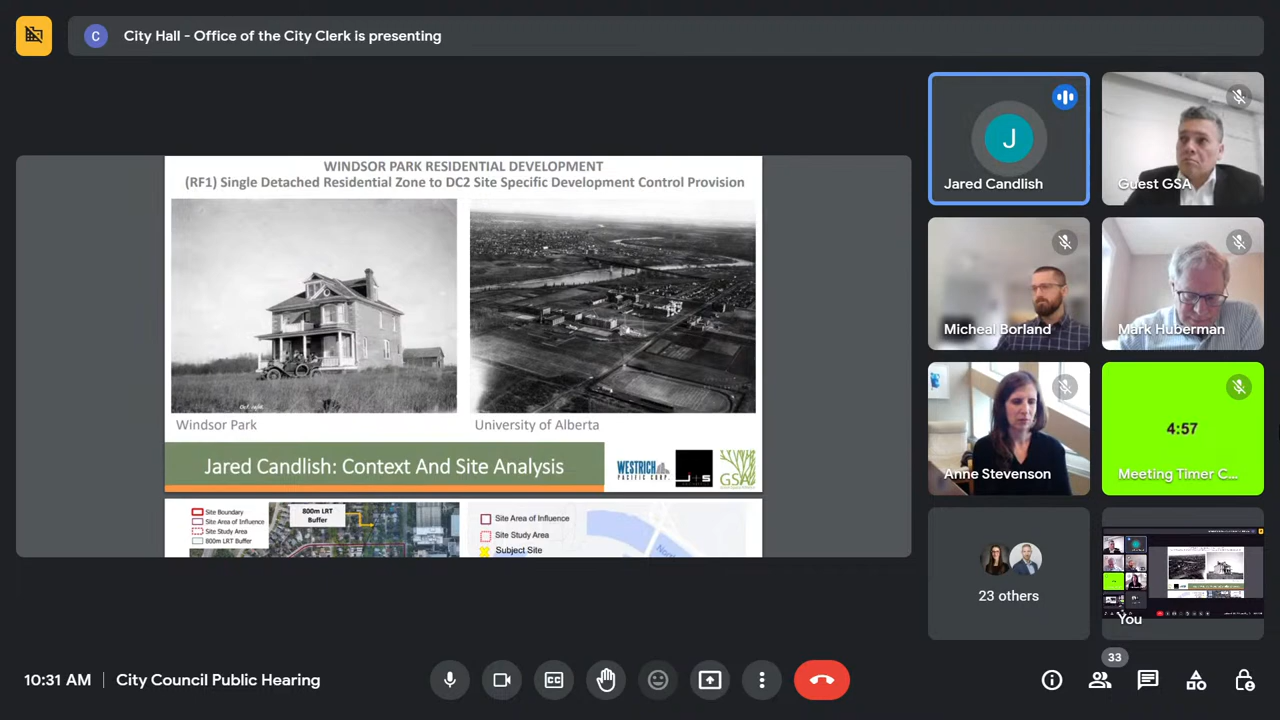 C
City Hall - Office of the City Clerk is presenting
WINDSOR PARK RESIDENTIAL DEVELOPMENT
(RF1) Single Detached Residential Zone to DC2 Site Specific Development Control Provision
Windsor Park
University of Alberta
Jared Candlish: Context And Site Analysis
WESTRICH
PACIFIC CORP.
J+S
GSA
Site Boundary
Site Area of Influence
Site Study Area
800m LRT Buffer
800m LRT
Buffer
Site Area of Influence
Site Study Area
Subject Site
J
Jared Candlish
Guest GSA
Micheal Borland
Mark Huberman
Anne Stevenson
4:57
Meeting Timer C...
23 others
You
10:31 AM
City Council Public Hearing
33